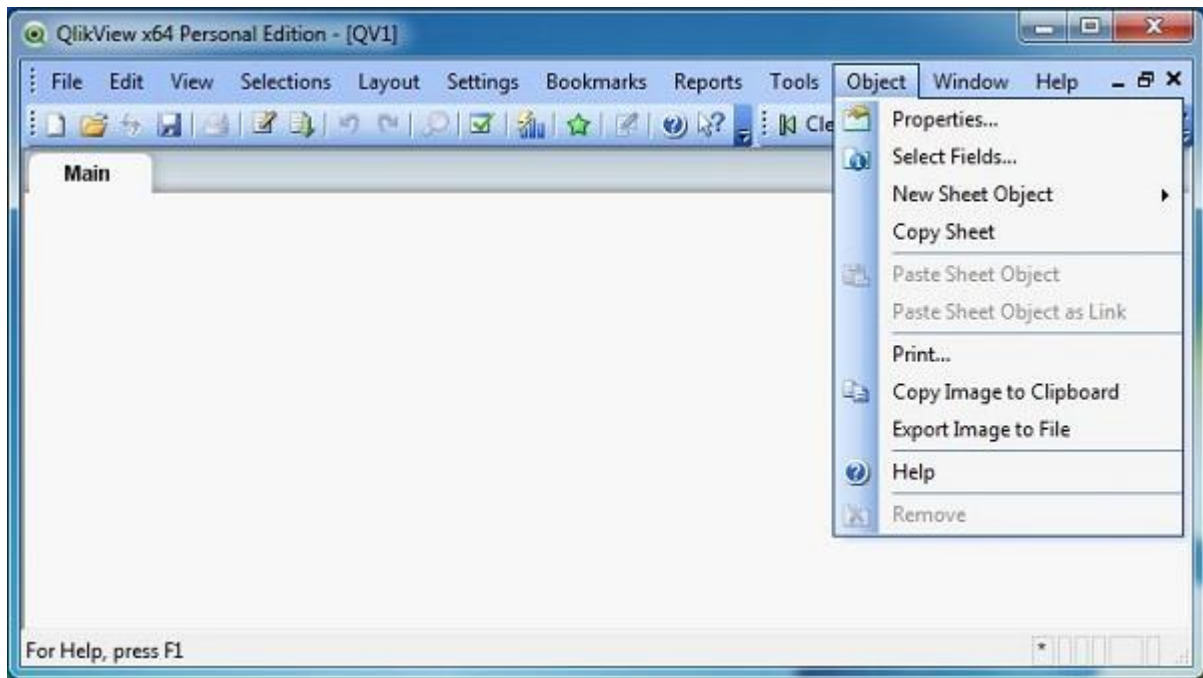 QlikView x64 Personal Edition - [QV1]
File Edit View Selections Layout Settings Bookmarks Reports Tools Object Window Help
Cle
Main
Properties...
Select Fields...
New Sheet Object
Copy Sheet
Paste Sheet Object
Paste Sheet Object as Link
Print...
Copy Image to Clipboard
Export Image to File
Help
Remove
For Help, press F1